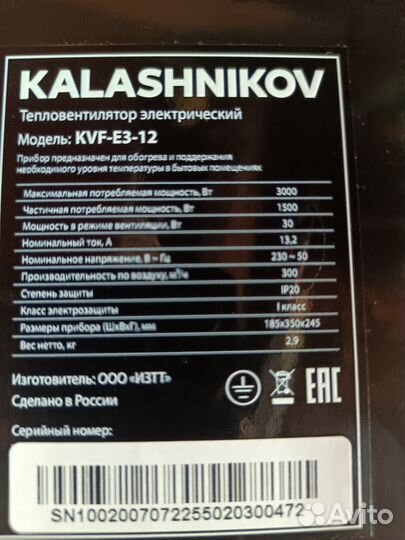 KALASHNIKOV
Тепловентилятор электрический
Модель: KVF-E3-12
Прибор предназначен для обогрева и поддержания
необходимого уровня температуры в бытовых помещениях
Максимальная потребляемая мощность, Вт 3000
Частичная потребляемая мощность, Вт 1500
Мощность в режиме вентиляции, Вт 30
Номинальный ток, А 13,2
Номинальное напряжение, В ~ Гц 230 ~ 50
Производительность по воздуху, м³/ч 300
Степень защиты IP20
Класс электрозащиты I класс
Размеры прибора (ШхВхГ), мм 185х350х245
Вес нетто, кг 2,9
Изготовитель: ООО «ИЗТТ»
Сделано в России
EAC
Серийный номер:
SN1002007072255020300472
Avito